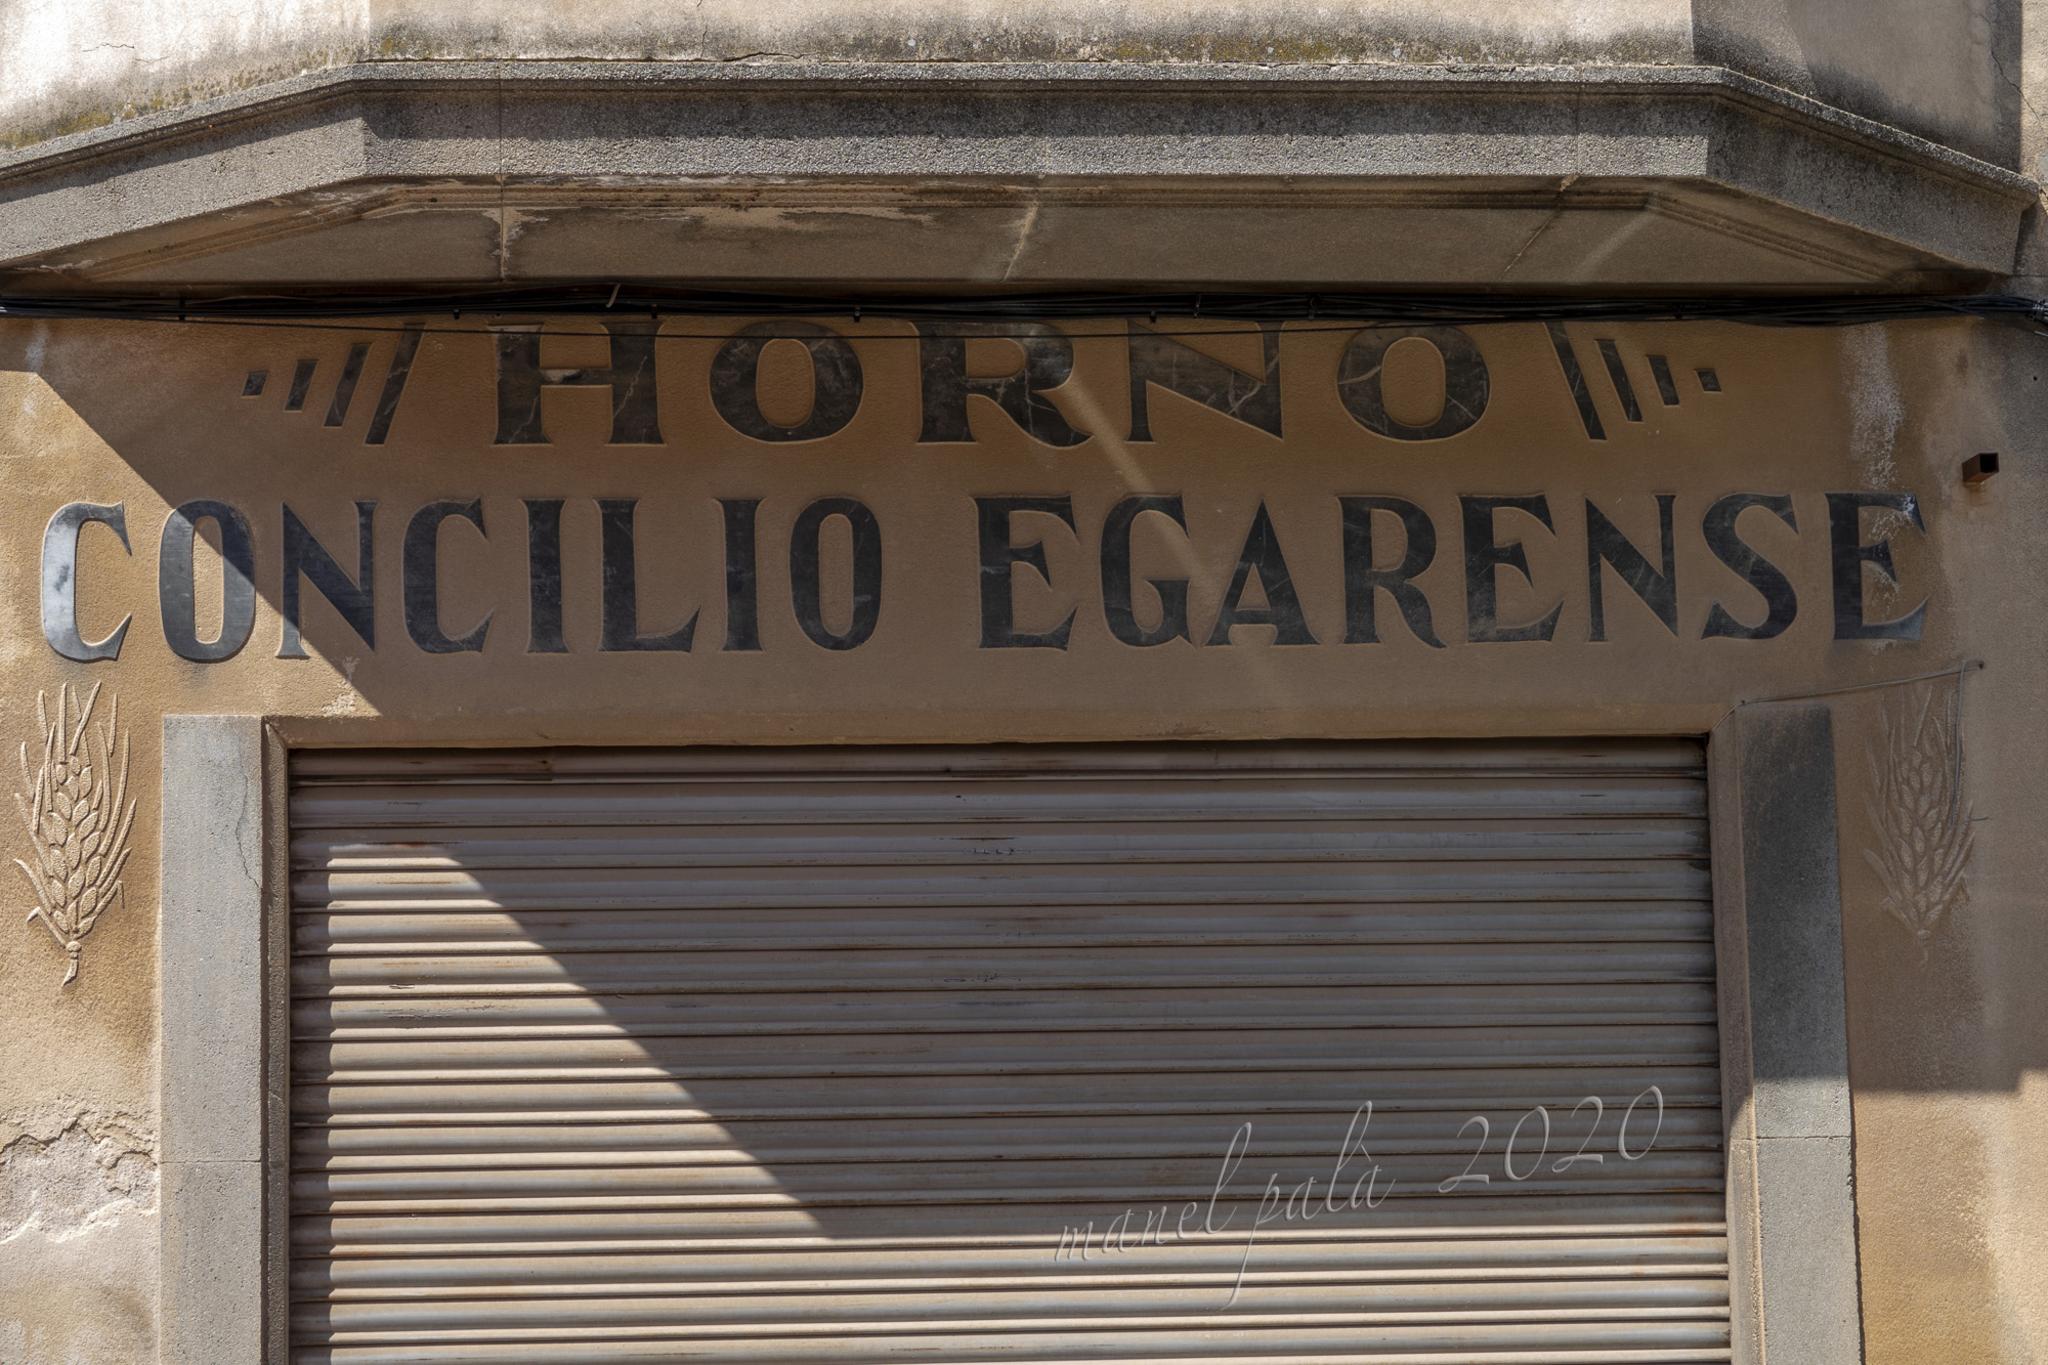 HORNO
CONCILIO EGARENSE
manel palà 2020